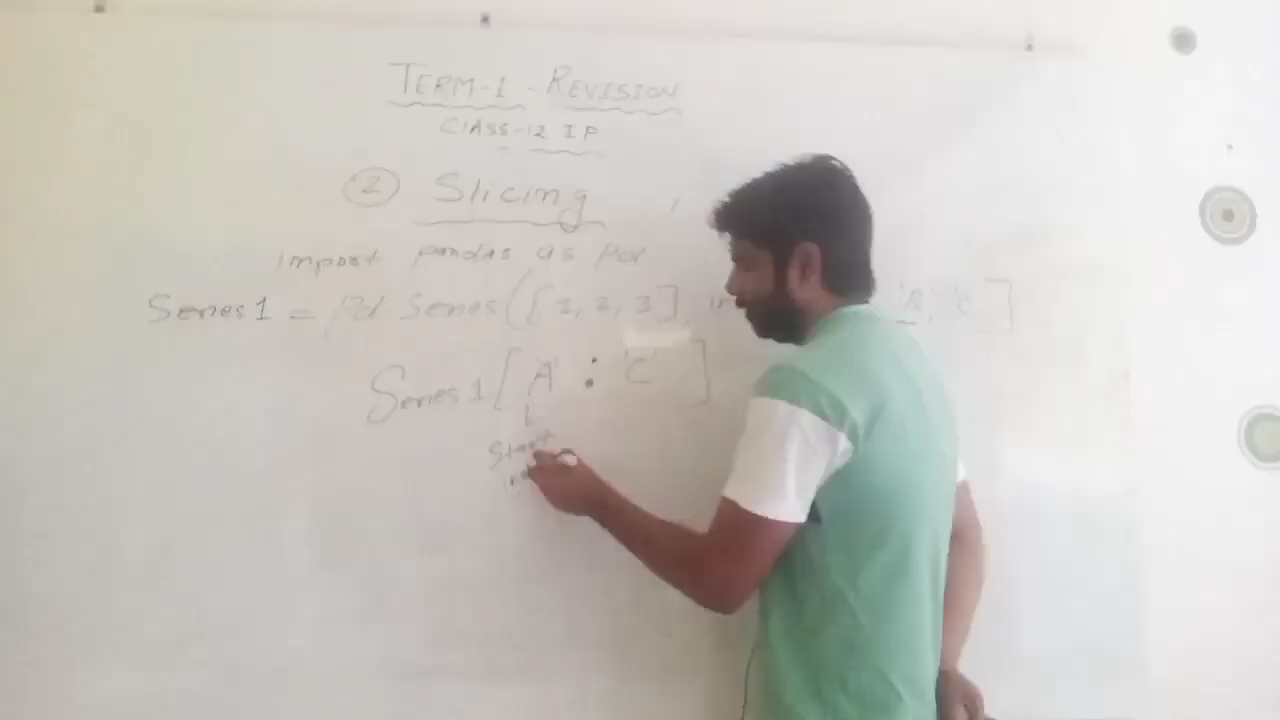 TERM-1 - REVISION
CLASS-12 IP
② Slicing
import pandas as pd
Series1 = Pd. Series([1, 2, 3] in 'B', 'C']
Series1['A' : 'C']
Start